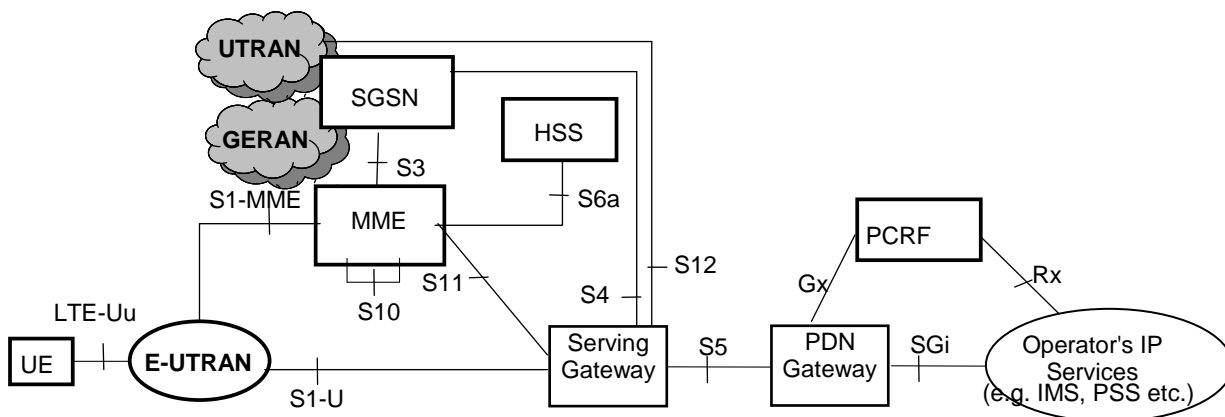 UTRAN
SGSN
GERAN
HSS
S3
S1-MME
S6a
MME
PCRF
S11
S12
S10
S4
Gx
Rx
LTE-Uu
UE
E-UTRAN
S1-U
Serving
Gateway
S5
PDN
Gateway
SGi
Operator's IP
Services
(e.g. IMS, PSS etc.)